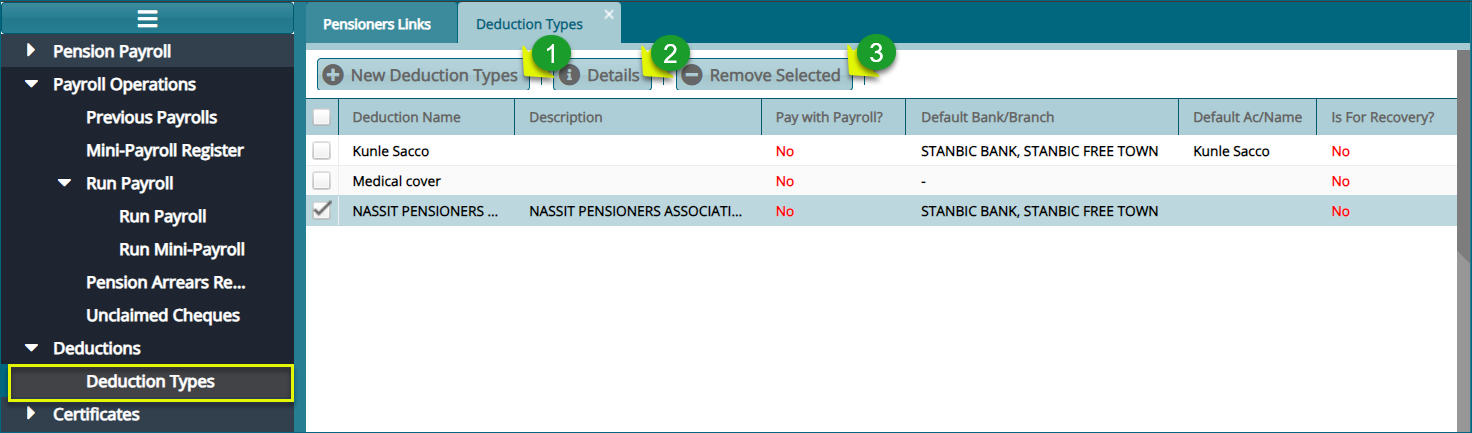 Pensioners Links Deduction Types
Pension Payroll
Payroll Operations
Previous Payrolls
Mini-Payroll Register
Run Payroll
Run Payroll
Run Mini-Payroll
Pension Arrears Re...
Unclaimed Cheques
Deductions
Deduction Types
Certificates
New Deduction Types 1 Details 2 Remove Selected 3
Deduction Name Description Pay with Payroll? Default Bank/Branch Default Ac/Name Is For Recovery?
Kunle Sacco No STANBIC BANK, STANBIC FREE TOWN Kunle Sacco No
Medical cover No - No
NASSIT PENSIONERS ... NASSIT PENSIONERS ASSOCIATI... No STANBIC BANK, STANBIC FREE TOWN No